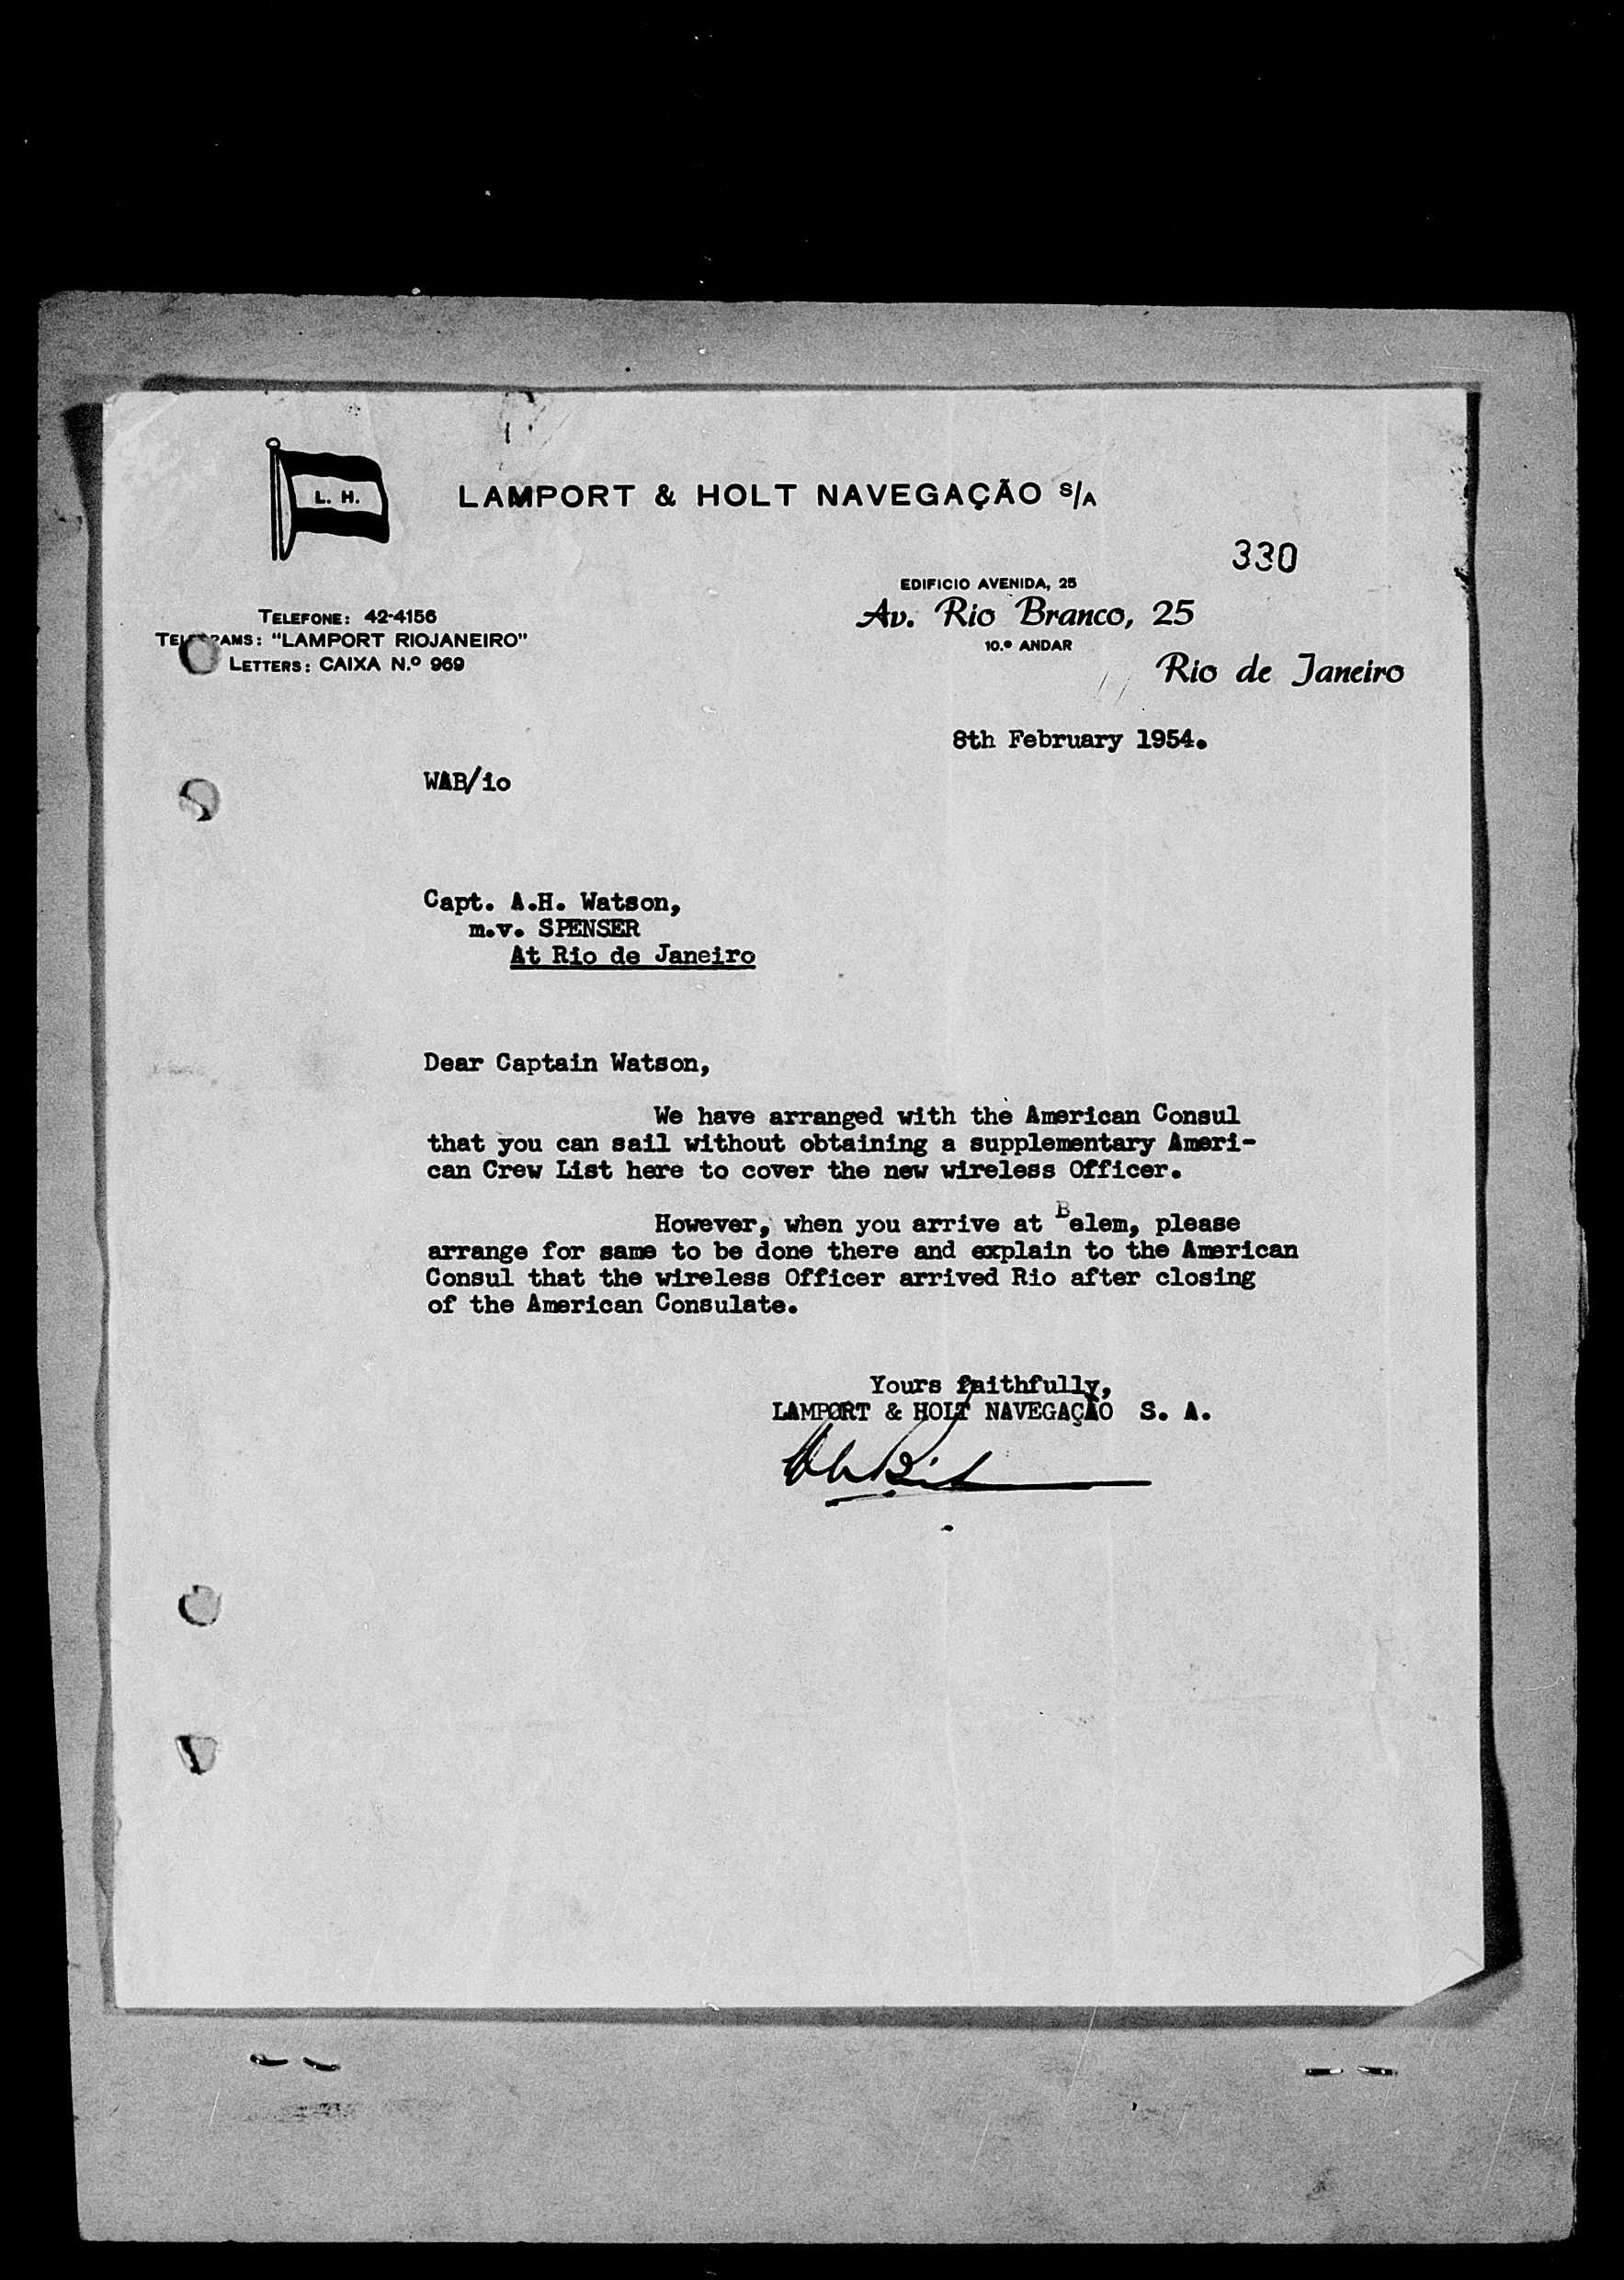 L. H.
LAMPORT & HOLT NAVEGAÇÃO S/A
330
EDIFICIO AVENIDA, 25
Av. Rio Branco, 25
10.º ANDAR
Rio de Janeiro
TELEFONE: 42-4156
TELEGRAMS: "LAMPORT RIOJANEIRO"
LETTERS: CAIXA N.º 969
8th February 1954.
WAB/io
Capt. A.H. Watson,
m.v. SPENSER
At Rio de Janeiro
Dear Captain Watson,
We have arranged with the American Consul
that you can sail without obtaining a supplementary Ameri-
can Crew List here to cover the new wireless Officer.
However, when you arrive at Belem, please
arrange for same to be done there and explain to the American
Consul that the wireless Officer arrived Rio after closing
of the American Consulate.
Yours faithfully,
LAMPORT & HOLT NAVEGAÇÃO S. A.